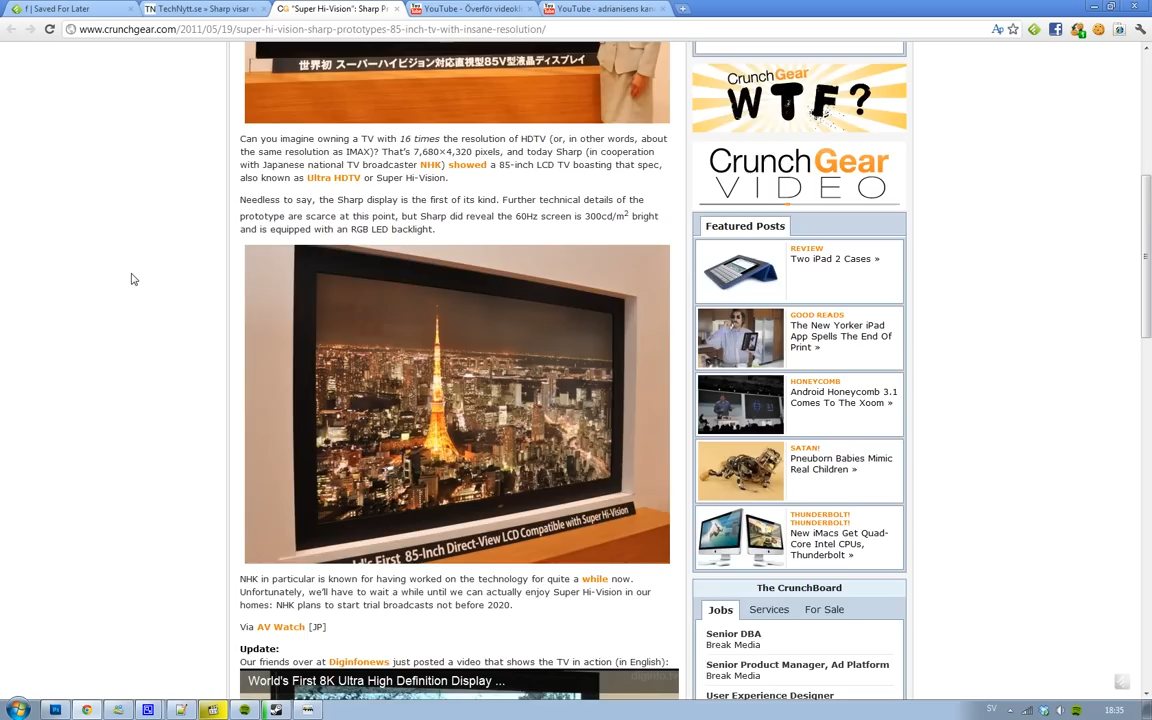 f | Saved For Later
TN TechNytt.se » Sharp visar v
CG "Super Hi-Vision": Sharp P
YouTube - Överför videokl
YouTube - adrianisens kan
www.crunchgear.com/2011/05/19/super-hi-vision-sharp-prototypes-85-inch-tv-with-insane-resolution/
世界初 スーパーハイビジョン対応直視型85V型液晶ディスプレイ
Can you imagine owning a TV with 16 times the resolution of HDTV (or, in other words, about
the same resolution as IMAX)? That's 7,680×4,320 pixels, and today Sharp (in cooperation
with Japanese national TV broadcaster NHK) showed a 85-inch LCD TV boasting that spec,
also known as Ultra HDTV or Super Hi-Vision.
Needless to say, the Sharp display is the first of its kind. Further technical details of the
prototype are scarce at this point, but Sharp did reveal the 60Hz screen is 300cd/m² bright
and is equipped with an RGB LED backlight.
d's First 85-Inch Direct-View LCD Compatible with Super Hi-Vision
NHK in particular is known for having worked on the technology for quite a while now.
Unfortunately, we'll have to wait a while until we can actually enjoy Super Hi-Vision in our
homes: NHK plans to start trial broadcasts not before 2020.
Via AV Watch [JP]
Update:
Our friends over at Diginfonews just posted a video that shows the TV in action (in English):
World's First 8K Ultra High Definition Display ...
diginfo.tv
CrunchGear
WTF?
CrunchGear
VIDEO
Featured Posts
REVIEW
Two iPad 2 Cases »
GOOD READS
The New Yorker iPad
App Spells The End Of
Print »
HONEYCOMB
Android Honeycomb 3.1
Comes To The Xoom »
SATAN!
Pneuborn Babies Mimic
Real Children »
THUNDERBOLT!
THUNDERBOLT!
New iMacs Get Quad-
Core Intel CPUs,
Thunderbolt »
The CrunchBoard
Jobs Services For Sale
Senior DBA
Break Media
Senior Product Manager, Ad Platform
Break Media
User Experience Designer
SV
18:35